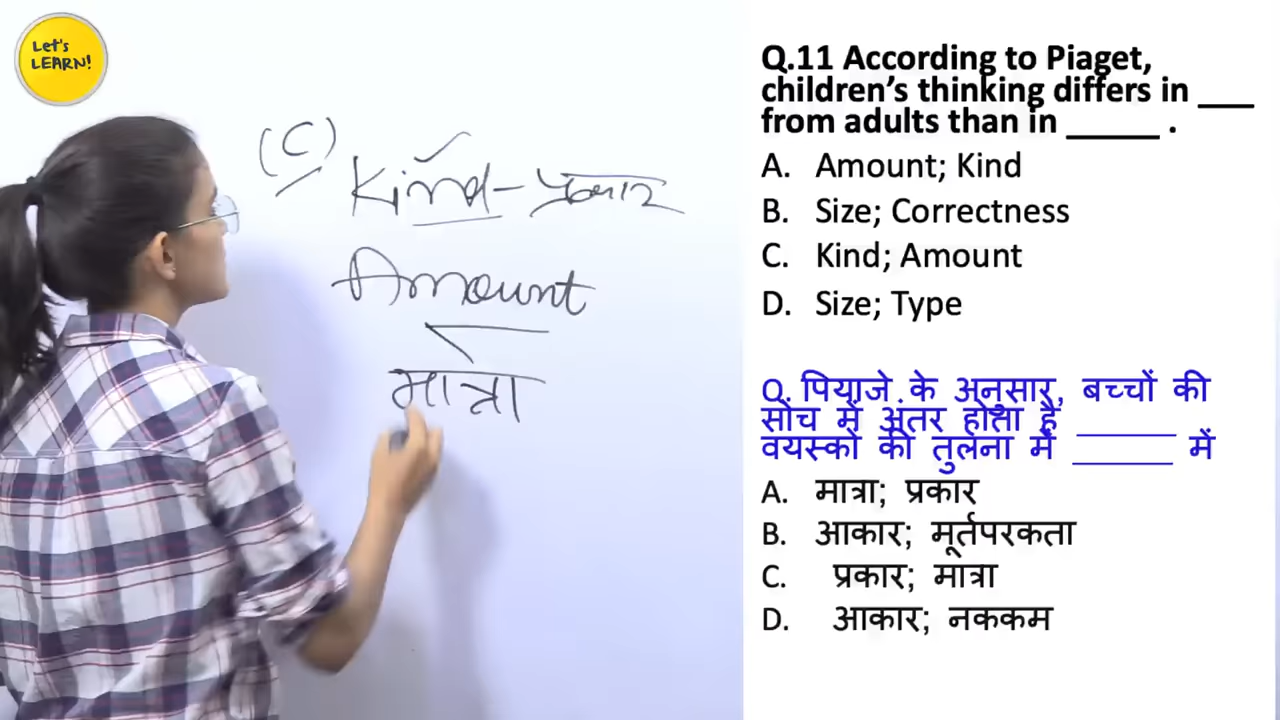 Let's
LEARN!
(C)
Kind - प्रकार
Amount
मात्रा
Q.11 According to Piaget,
children's thinking differs in ___
from adults than in _____ .
A. Amount; Kind
B. Size; Correctness
C. Kind; Amount
D. Size; Type
Q. पियाजे के अनुसार, बच्चों की
सोच में अंतर होता है ______
वयस्कों की तुलना में ______ में
A. मात्रा; प्रकार
B. आकार; मूर्तपरकता
C. प्रकार; मात्रा
D. आकार; नककम